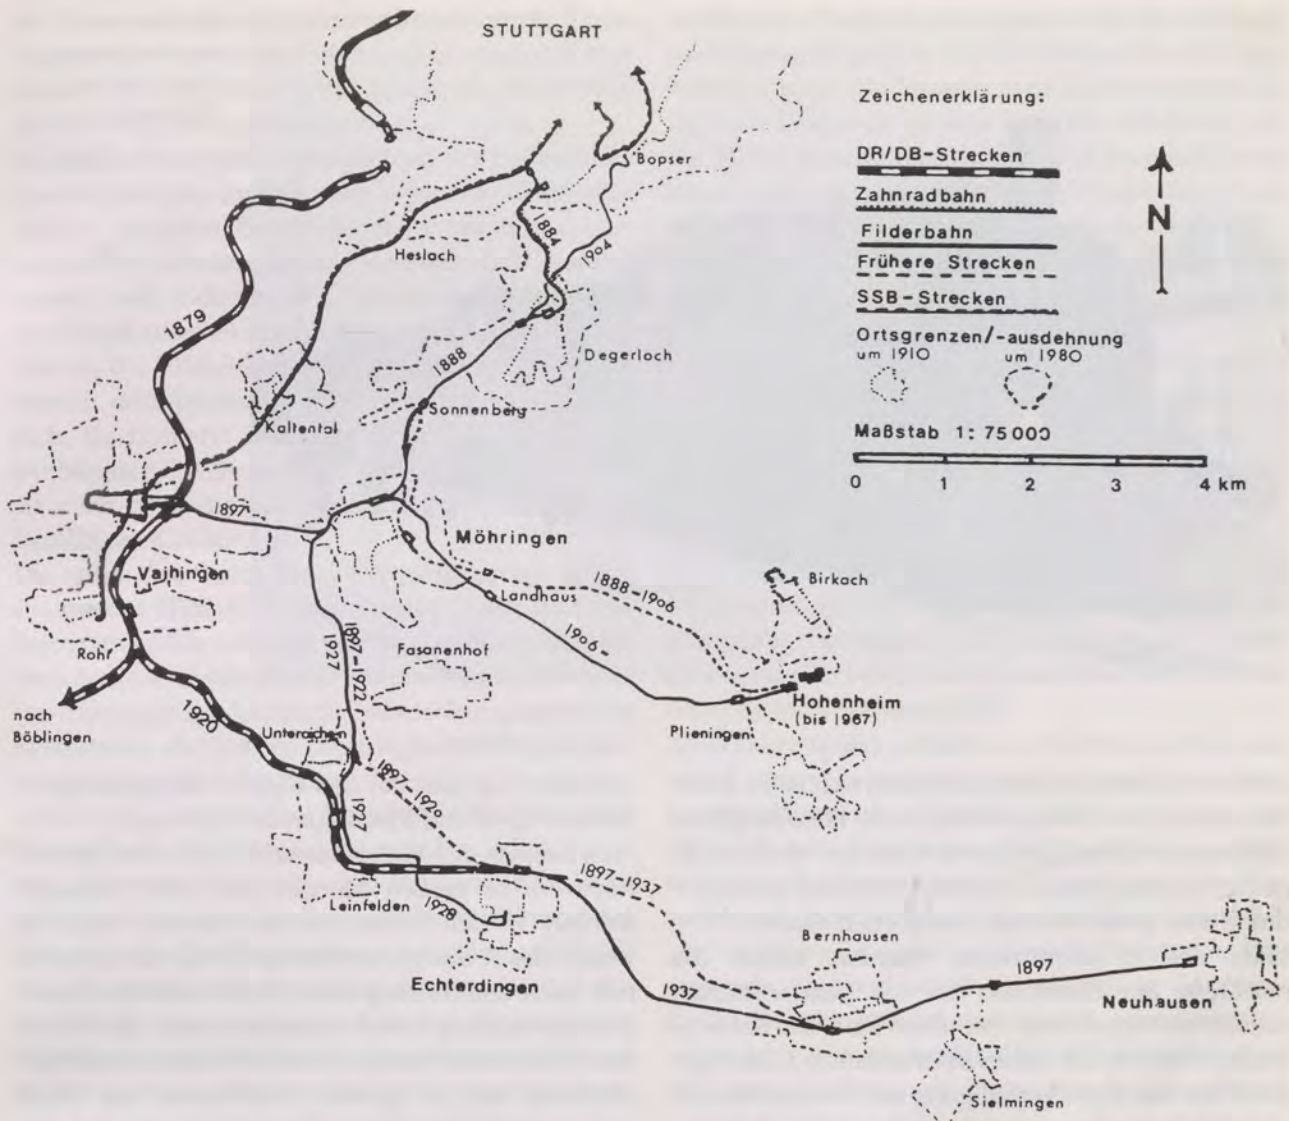 STUTTGART
Zeichenerklärung:
DR/DB-Strecken
Zahnradbahn
Filderbahn
Frühere Strecken
SSB-Strecken
Ortsgrenzen/-ausdehnung
um 1910
um 1980
Maßstab 1:75000
0 1 2 3 4 km
N
Bopser
1884
1904
Heslach
1879
Degerloch
1888
Sonnenberg
Kaltental
1897
Möhringen
Vaihingen
1888-1906
Birkach
Landhaus
1906
1927
1897-1922
Fasanenhof
Rohr
nach
Böblingen
1920
Hohenheim
(bis 1967)
Plieningen
Unteraichen
1897-1920
1927
1897-1937
Leinfelden
1928
Bernhausen
Echterdingen
1937
1897
Neuhausen
Sielmingen